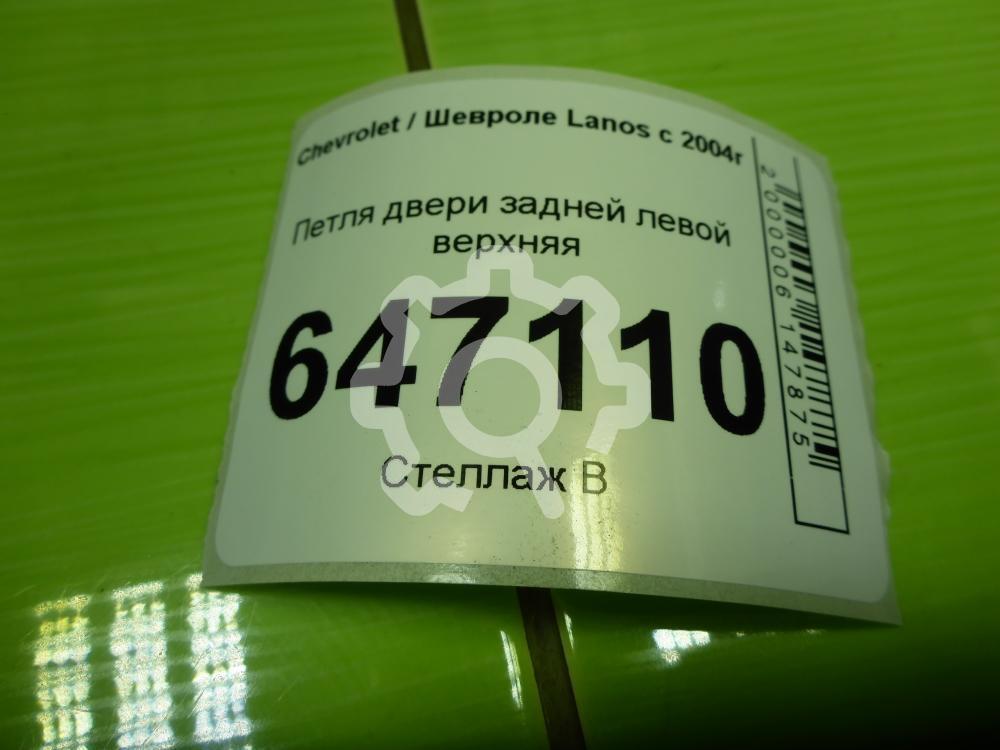 Chevrolet / Шевроле Lanos с 2004г
Петля двери задней левой
верхняя
647110
Стеллаж В
2000006147875